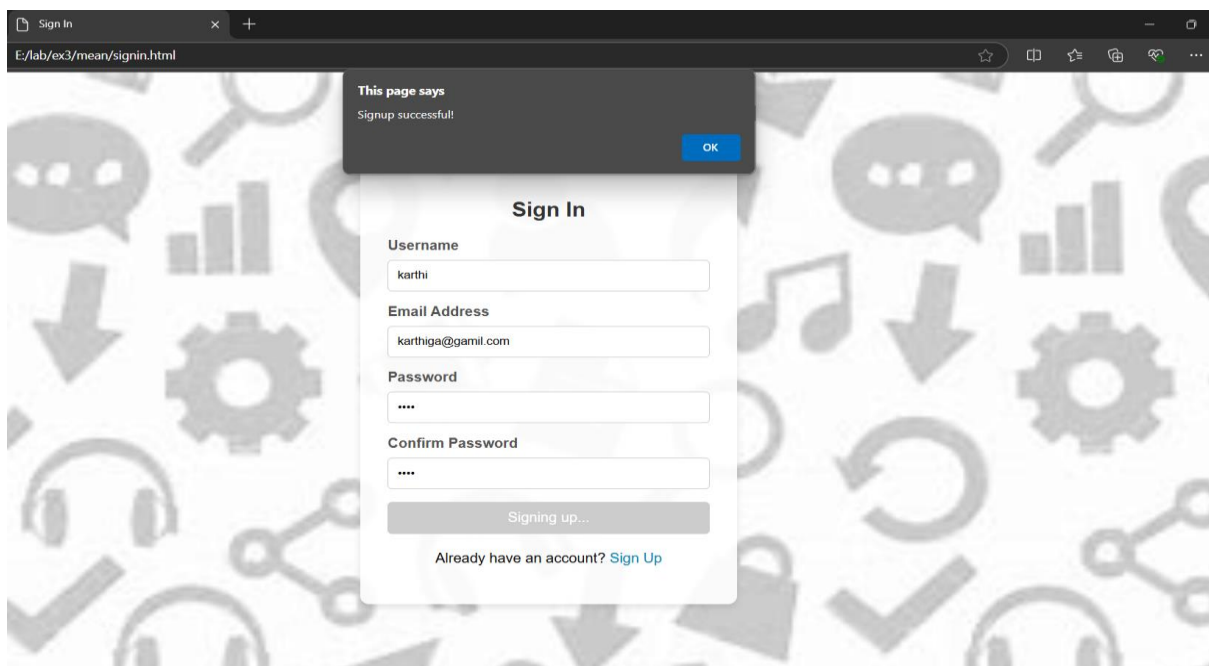 Sign In
E:/lab/ex3/mean/signin.html
This page says
Signup successful!
OK
Sign In
Username
karthi
Email Address
karthiga@gamil.com
Password
••••
Confirm Password
••••
Signing up...
Already have an account? Sign Up